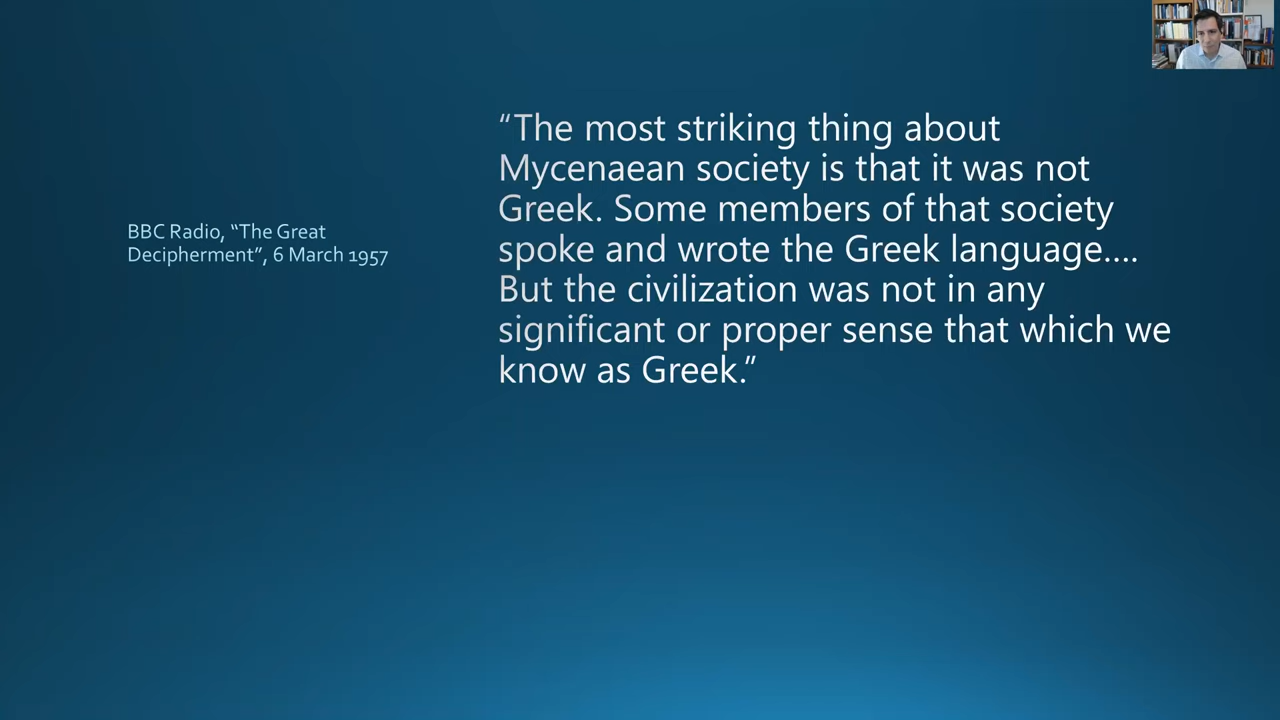 BBC Radio, “The Great
Decipherment”, 6 March 1957
“The most striking thing about
Mycenaean society is that it was not
Greek. Some members of that society
spoke and wrote the Greek language....
But the civilization was not in any
significant or proper sense that which we
know as Greek.”